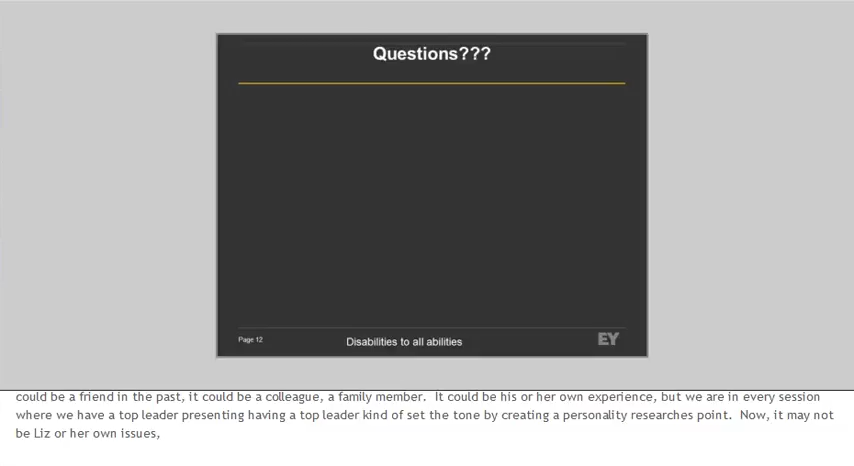 Questions???
Page 12
Disabilities to all abilities
EY
could be a friend in the past, it could be a colleague, a family member.  It could be his or her own experience, but we are in every session
where we have a top leader presenting having a top leader kind of set the tone by creating a personality researches point.  Now, it may not
be Liz or her own issues,